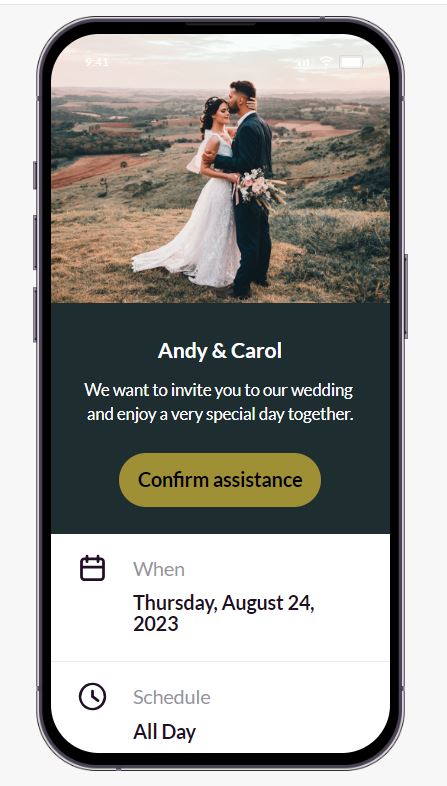 9:41
Andy & Carol
We want to invite you to our wedding
and enjoy a very special day together.
Confirm assistance
When
Thursday, August 24,
2023
Schedule
All Day